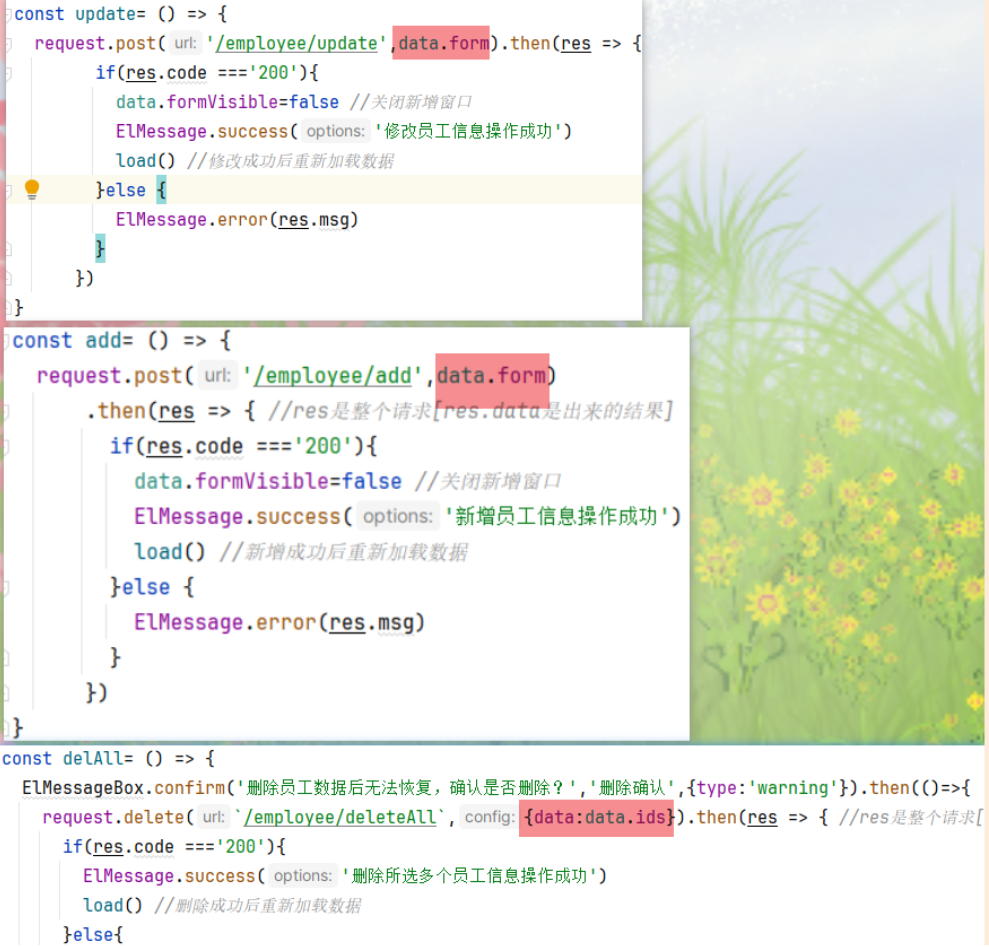 const update= () => {
request.post( url: '/employee/update',data.form).then(res => {
if(res.code ==='200'){
data.formVisible=false //关闭新增窗口
ElMessage.success( options: '修改员工信息操作成功')
load() //修改成功后重新加载数据
}else {
ElMessage.error(res.msg)
}
})
}
const add= () => {
request.post( url: '/employee/add',data.form)
.then(res => { //res是整个请求[res.data是出来的结果]
if(res.code ==='200'){
data.formVisible=false //关闭新增窗口
ElMessage.success( options: '新增员工信息操作成功')
load() //新增成功后重新加载数据
}else {
ElMessage.error(res.msg)
}
})
}
const delAll= () => {
ElMessageBox.confirm('删除员工数据后无法恢复，确认是否删除？','删除确认',{type:'warning'}).then(()=>{
request.delete( url: `/employee/deleteAll`, config: {data:data.ids}).then(res => { //res是整个请求[
if(res.code ==='200'){
ElMessage.success( options: '删除所选多个员工信息操作成功')
load() //删除成功后重新加载数据
}else{